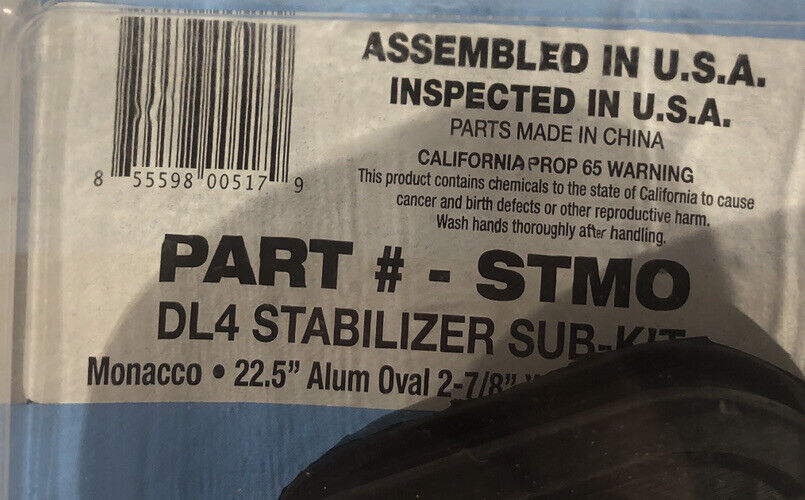 ASSEMBLED IN U.S.A.
INSPECTED IN U.S.A.
PARTS MADE IN CHINA
CALIFORNIA PROP 65 WARNING
This product contains chemicals to the state of California to cause
cancer and birth defects or other reproductive harm.
Wash hands thoroughly after handling.
8 55598 00517 9
PART # - STMO
DL4 STABILIZER SUB-KIT
Monacco • 22.5” Alum Oval 2-7/8”